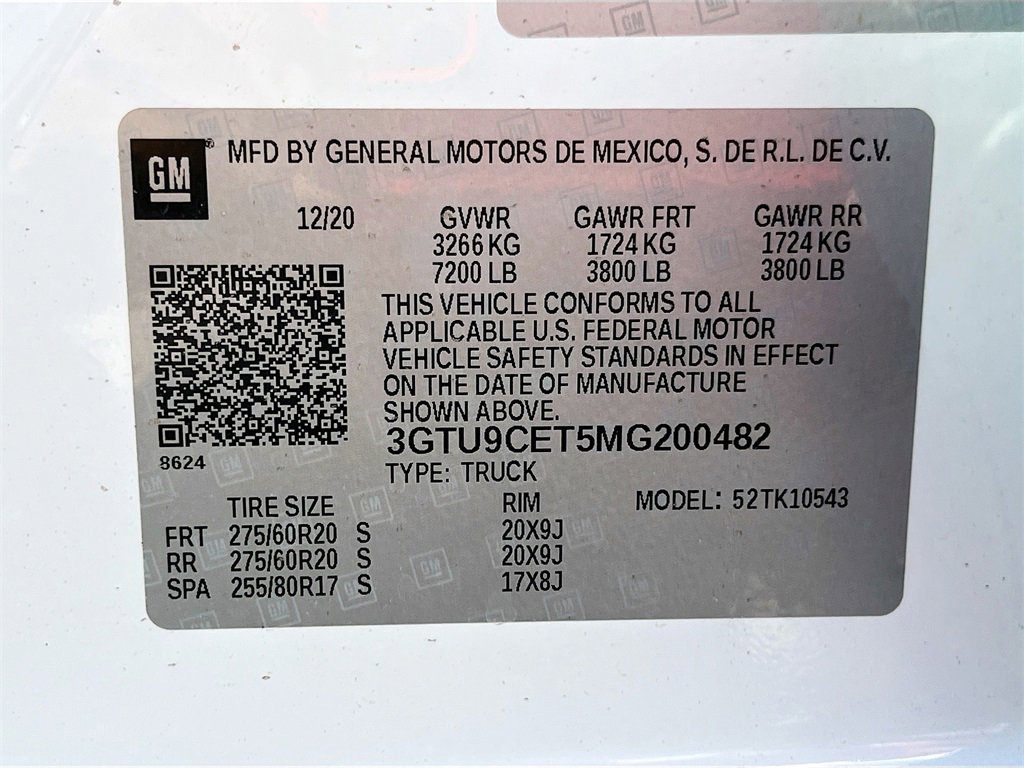 GM® MFD BY GENERAL MOTORS DE MEXICO, S. DE R.L. DE C.V.
12/20 GVWR GAWR FRT GAWR RR
3266 KG 1724 KG 1724 KG
7200 LB 3800 LB 3800 LB
THIS VEHICLE CONFORMS TO ALL
APPLICABLE U.S. FEDERAL MOTOR
VEHICLE SAFETY STANDARDS IN EFFECT
ON THE DATE OF MANUFACTURE
SHOWN ABOVE.
3GTU9CET5MG200482
8624
TYPE: TRUCK
TIRE SIZE RIM MODEL: 52TK10543
FRT 275/60R20 S 20X9J
RR 275/60R20 S 20X9J
SPA 255/80R17 S 17X8J